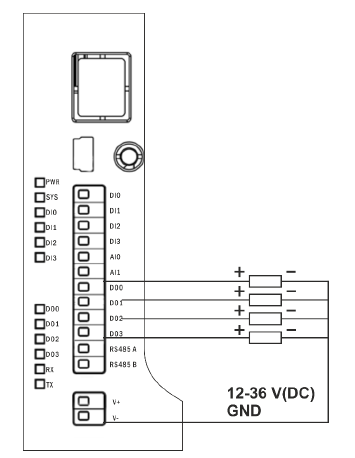 PWR
SYS
DI0
DI1
DI2
DI3
DO0
DO1
DO2
DO3
RX
TX
DI0
DI1
DI2
DI3
AI0
AI1
DO0
DO1
DO2
DO3
RS485 A
RS485 B
V+
V-
+ −
+ −
+ −
+ −
12-36 V(DC)
GND